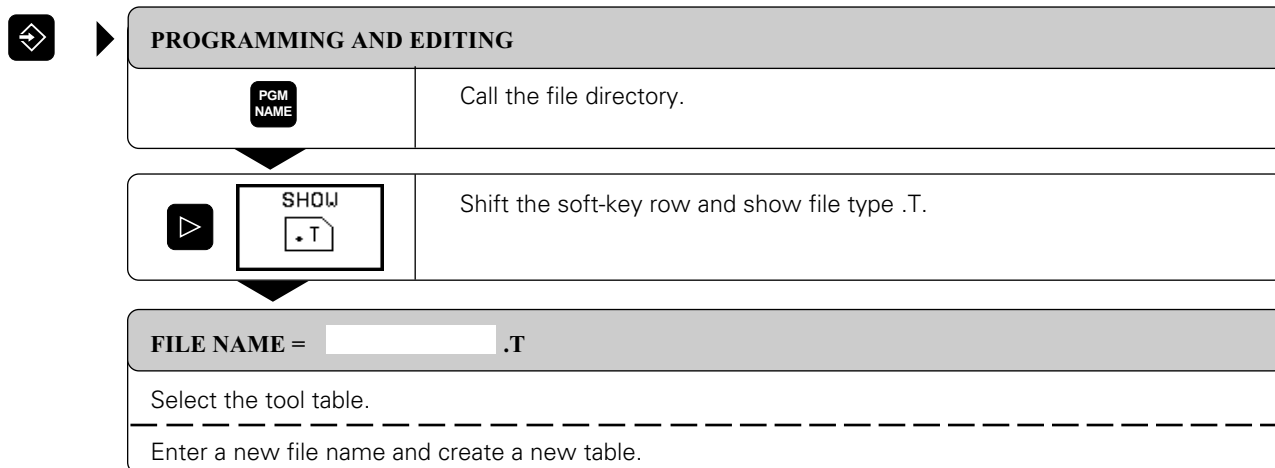 PROGRAMMING AND EDITING
PGM
NAME
Call the file directory.
SHOW
.T
Shift the soft-key row and show file type .T.
FILE NAME = .T
Select the tool table.
Enter a new file name and create a new table.